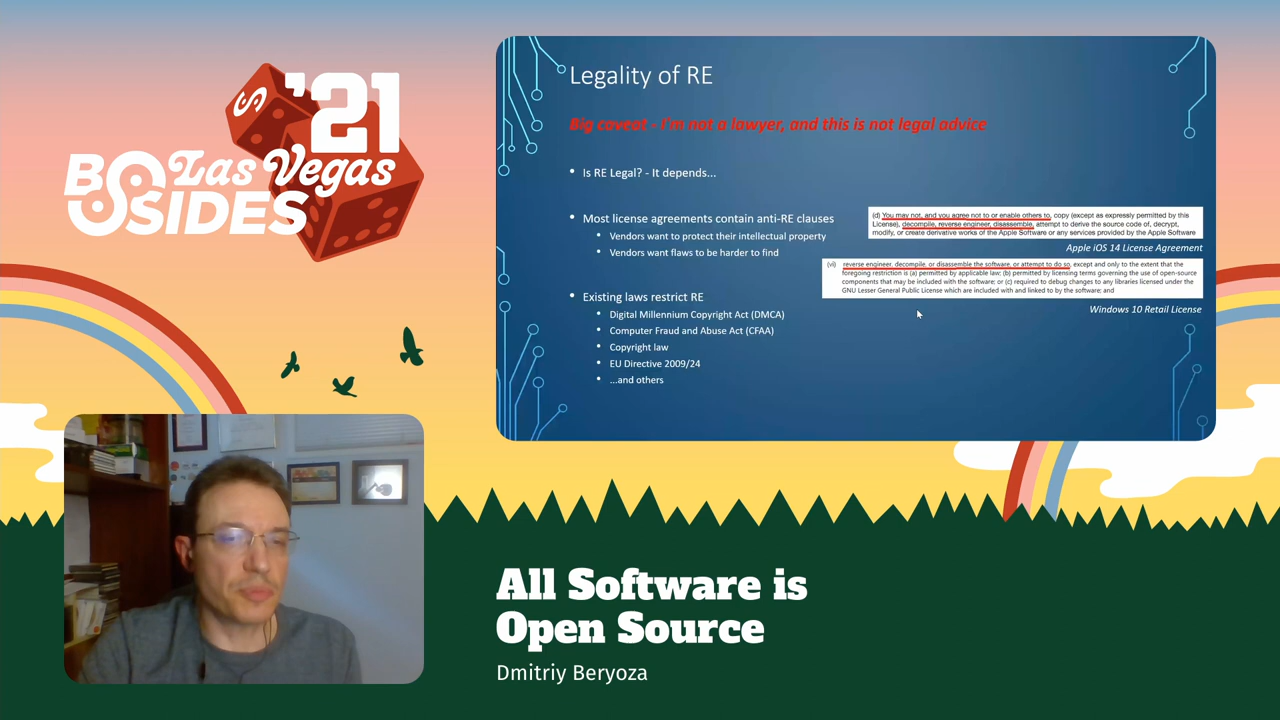 '21
BSIDES
Las Vegas
Legality of RE
Big caveat - I'm not a lawyer, and this is not legal advice
Is RE Legal? - It depends...
Most license agreements contain anti-RE clauses
Vendors want to protect their intellectual property
Vendors want flaws to be harder to find
(d) You may not, and you agree not to or enable others to, copy (except as expressly permitted by this
License), decompile, reverse engineer, disassemble, attempt to derive the source code of, decrypt,
modify, or create derivative works of the Apple Software or any services provided by the Apple Software
Apple iOS 14 License Agreement
(vi) reverse engineer, decompile, or disassemble the software, or attempt to do so, except and only to the extent that the
foregoing restriction is (a) permitted by applicable law; (b) permitted by licensing terms governing the use of open-source
components that may be included with the software; or (c) required to debug changes to any libraries licensed under the
GNU Lesser General Public License which are included with and linked to by the software; and
Windows 10 Retail License
Existing laws restrict RE
Digital Millennium Copyright Act (DMCA)
Computer Fraud and Abuse Act (CFAA)
Copyright law
EU Directive 2009/24
...and others
All Software is
Open Source
Dmitriy Beryoza